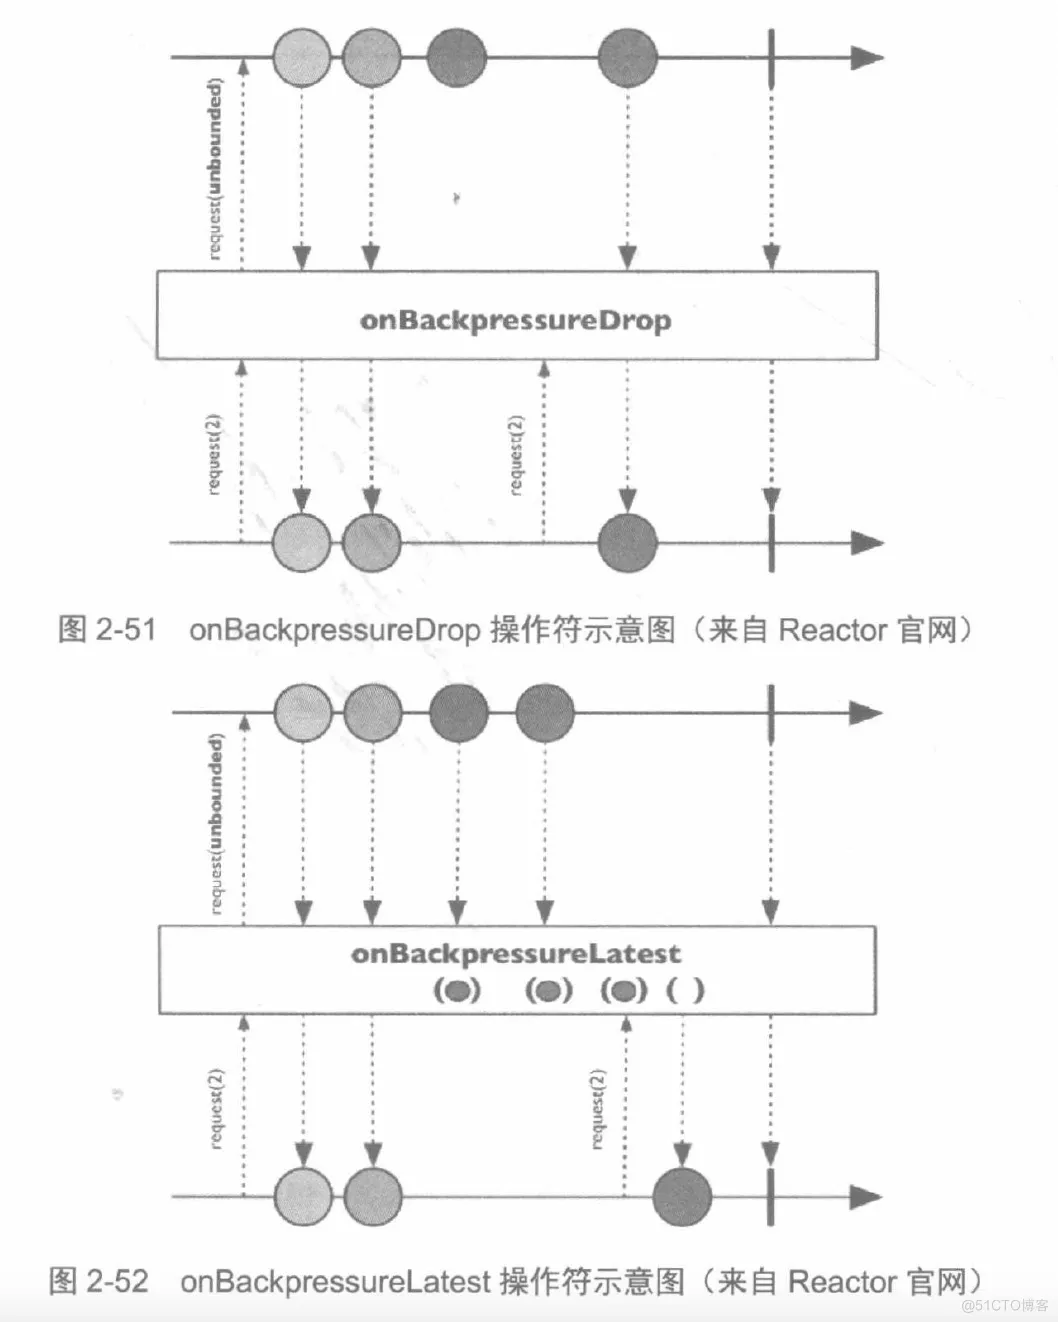 request(unbounded)
onBackpressureDrop
request(2)
request(2)
图 2-51 onBackpressureDrop 操作符示意图（来自 Reactor 官网）
request(unbounded)
onBackpressureLatest
( ) ( ) ( ) ( )
request(2)
request(2)
图 2-52 onBackpressureLatest 操作符示意图（来自 Reactor 官网）
@51CTO博客